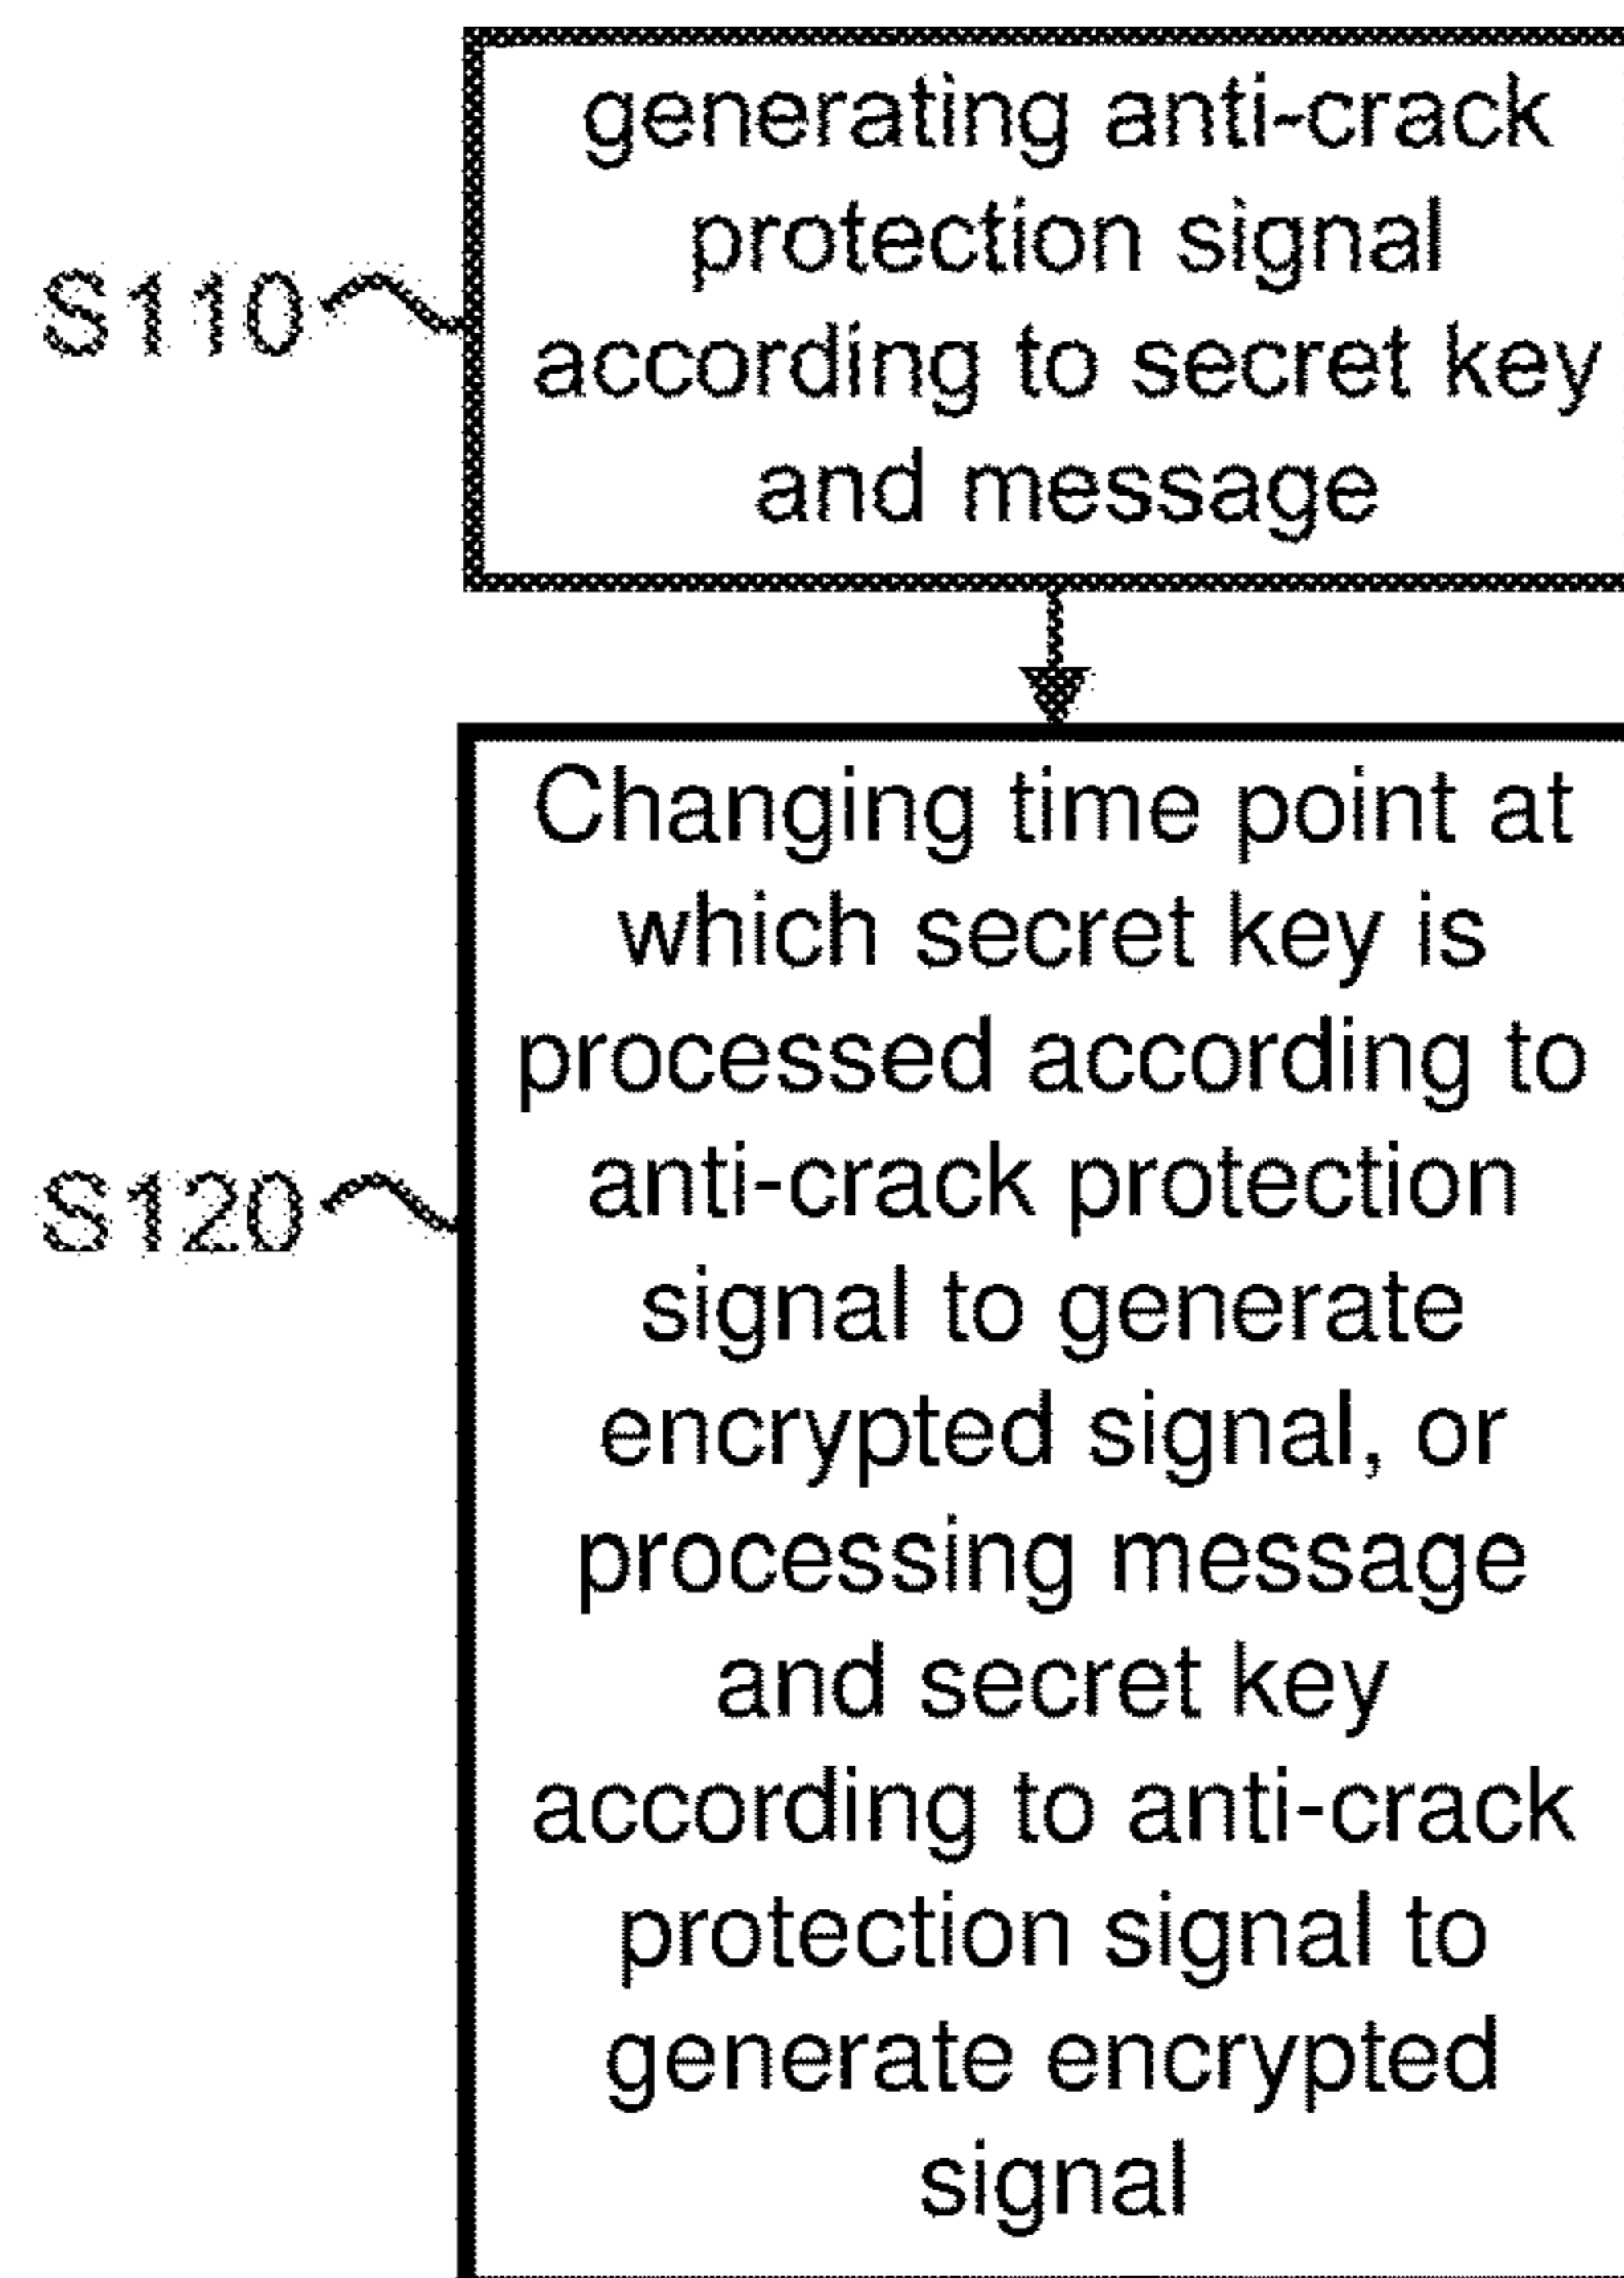 generating anti-crack
protection signal
S110
according to secret key
and message
Changing time point at
which secret key is
processed according to
anti-crack protection
S120
signal to generate
encrypted signal, or
processing message
and secret key
according to anti-crack
protection signal to
generate encrypted
signal